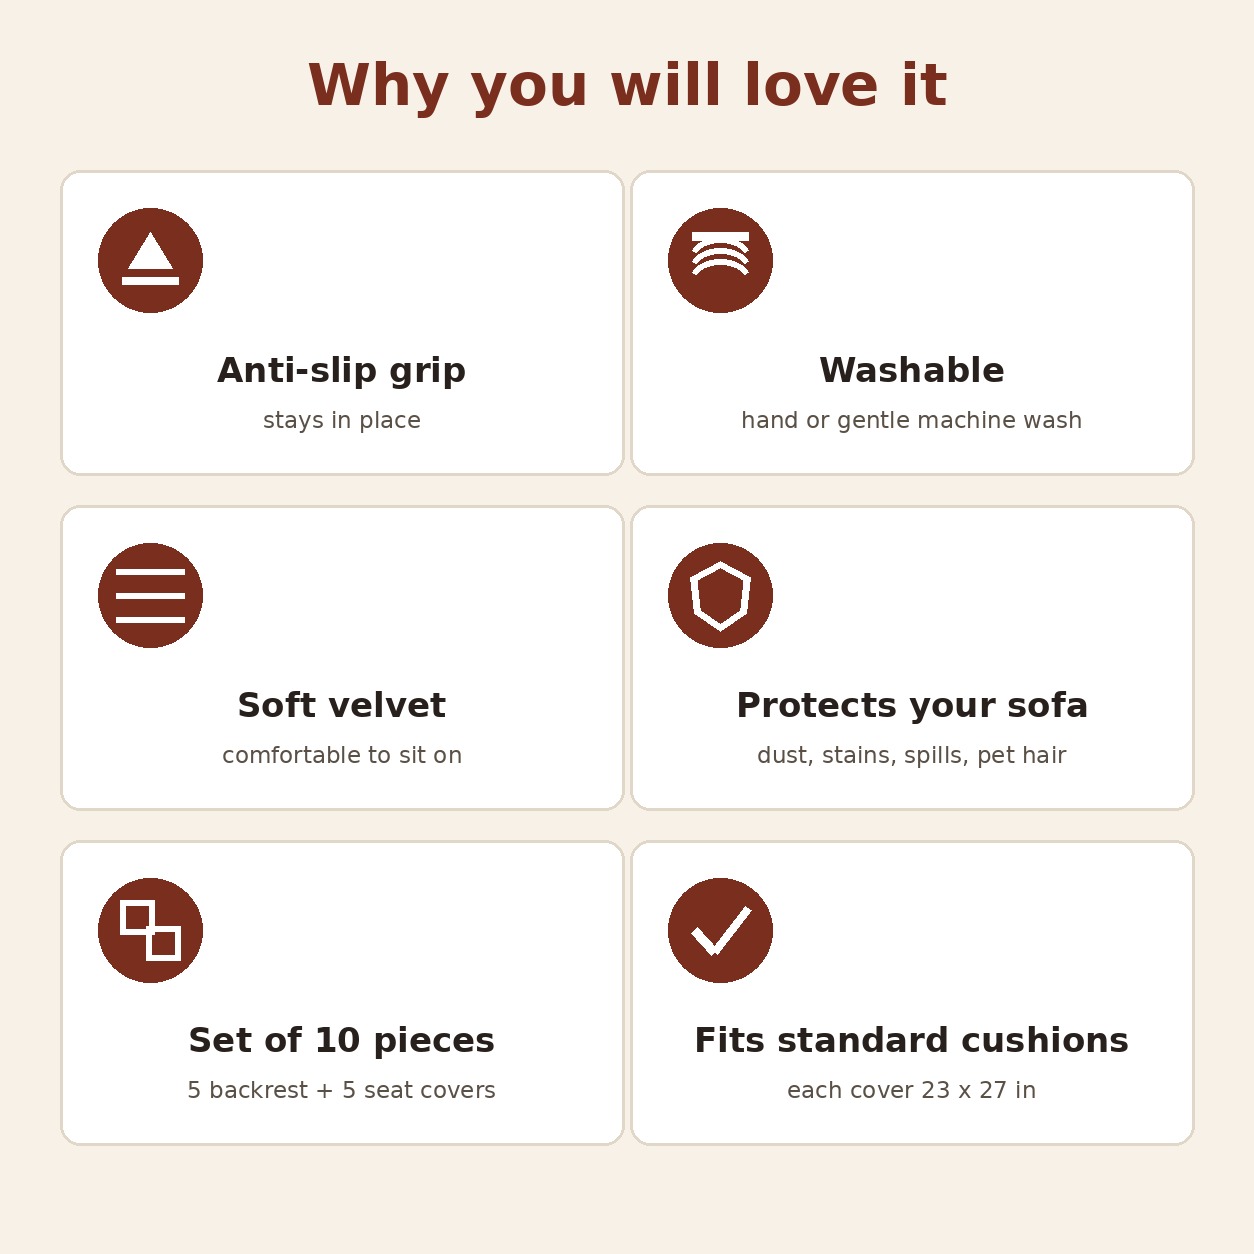 Why you will love it
Anti-slip grip
stays in place
Washable
hand or gentle machine wash
Soft velvet
comfortable to sit on
Protects your sofa
dust, stains, spills, pet hair
Set of 10 pieces
5 backrest + 5 seat covers
Fits standard cushions
each cover 23 x 27 in